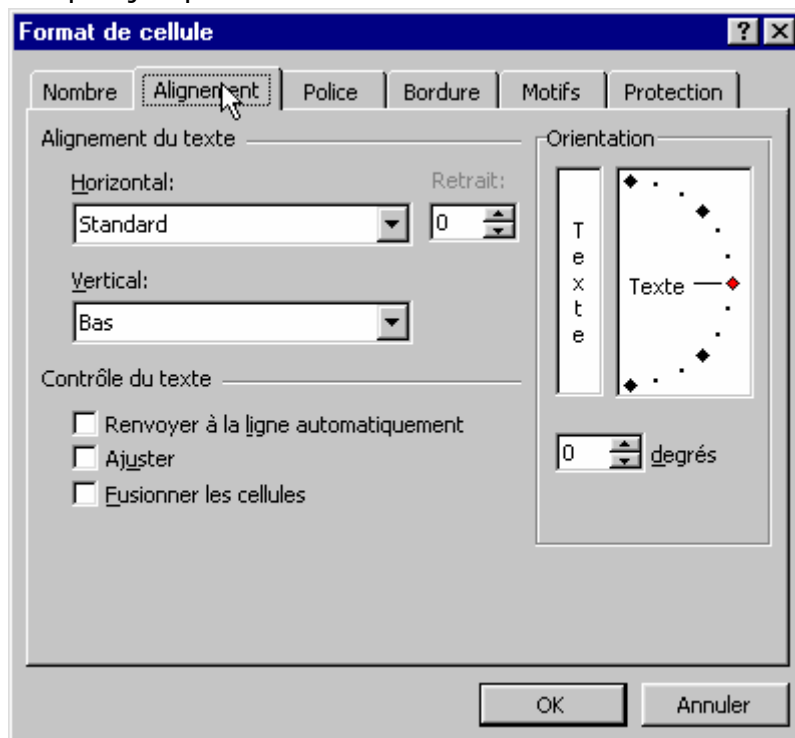 Format de cellule
Nombre Alignement Police Bordure Motifs Protection
Alignement du texte
Horizontal: Retrait:
Standard 0
Vertical:
Bas
Contrôle du texte
Renvoyer à la ligne automatiquement
Ajuster
Fusionner les cellules
Orientation
Texte
Texte
0 degrés
OK Annuler